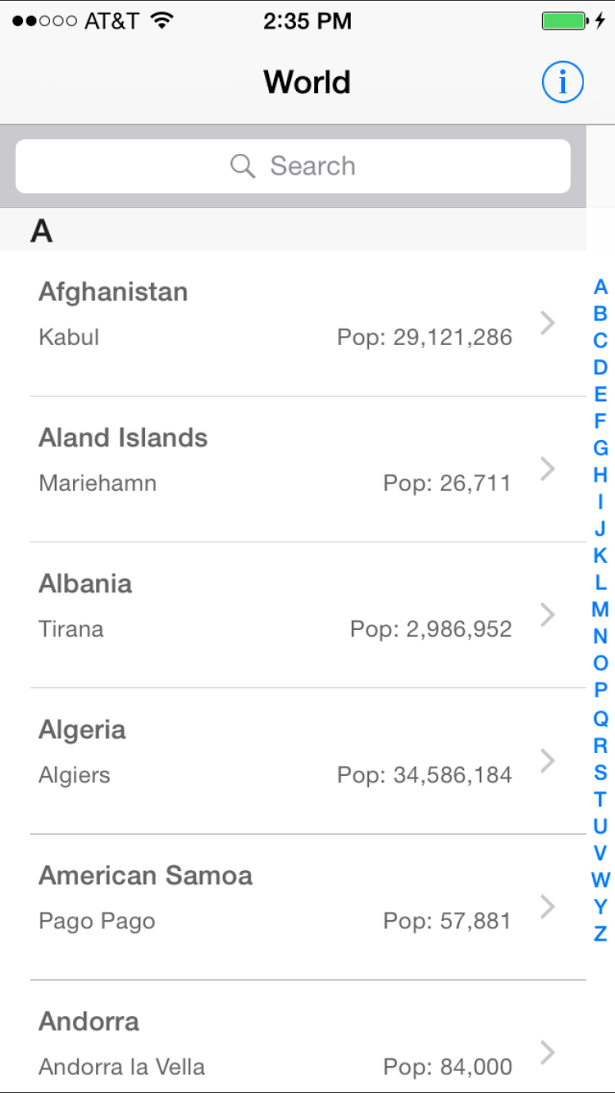 AT&T 2:35 PM
World
i
Search
A
Afghanistan
Kabul Pop: 29,121,286
Aland Islands
Mariehamn Pop: 26,711
Albania
Tirana Pop: 2,986,952
Algeria
Algiers Pop: 34,586,184
American Samoa
Pago Pago Pop: 57,881
Andorra
Andorra la Vella Pop: 84,000
A
B
C
D
E
F
G
H
I
J
K
L
M
N
O
P
Q
R
S
T
U
V
W
Y
Z